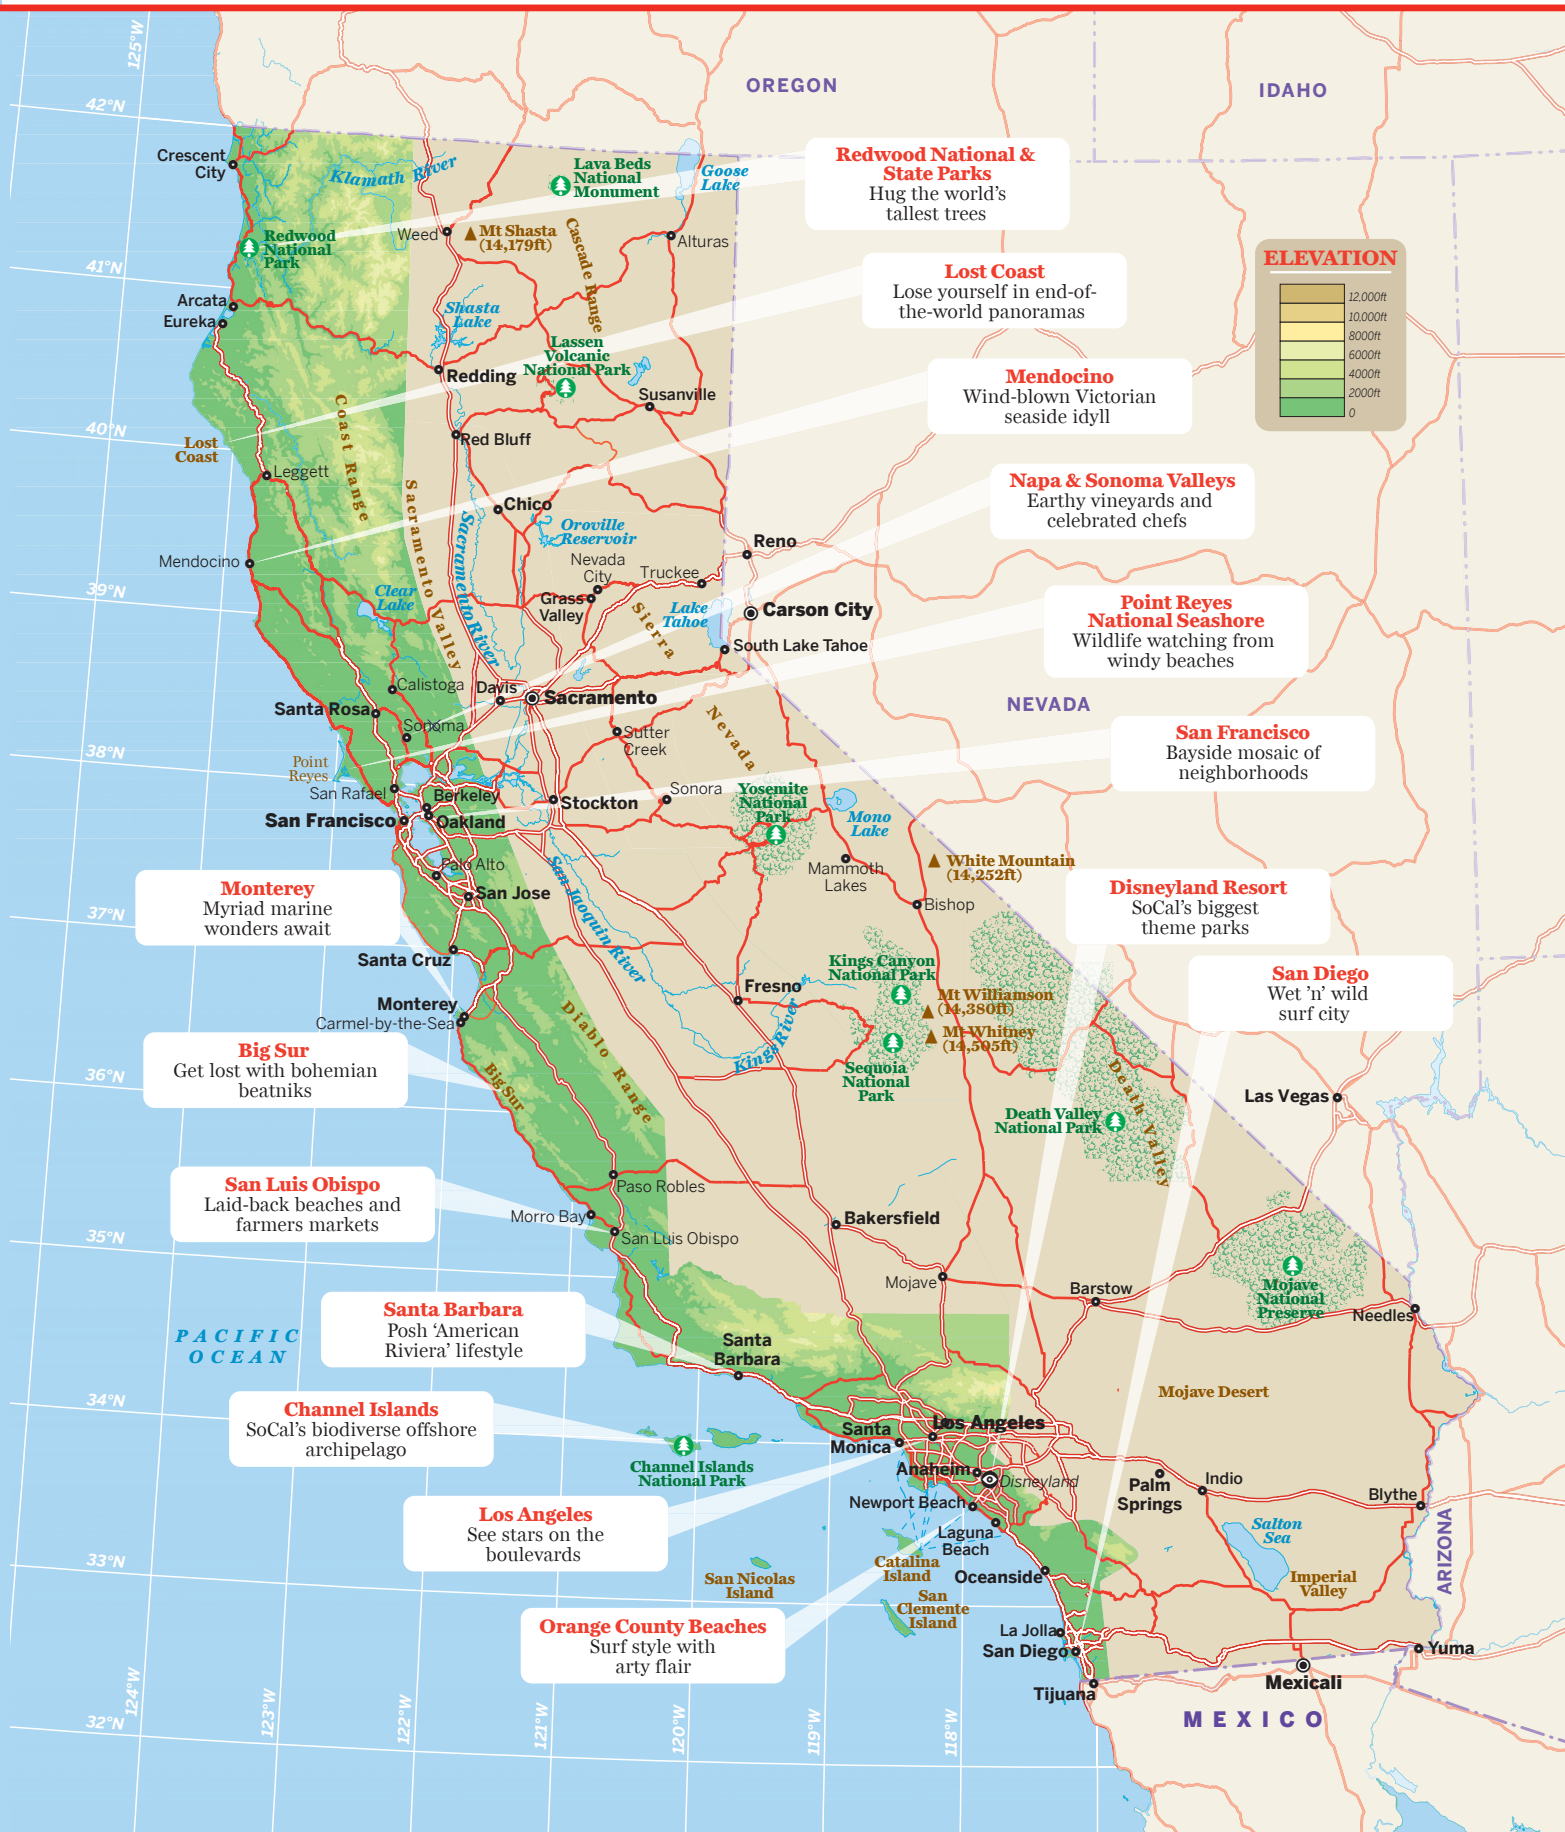 125°W
OREGON
IDAHO
42°N
Crescent
City
Klamath River
Lava Beds
National
Monument
Goose
Lake
Redwood National &
State Parks
Hug the world's
tallest trees
Redwood
National
Park
Weed
Mt Shasta
(14,179ft)
Cascade Range
Alturas
41°N
Lost Coast
Lose yourself in end-of-
the-world panoramas
ELEVATION
12,000ft
10,000ft
8000ft
6000ft
4000ft
2000ft
0
Arcata
Eureka
Shasta
Lake
Lassen
Volcanic
National Park
Redding
Susanville
Mendocino
Wind-blown Victorian
seaside idyll
40°N
Lost
Coast
Coast Range
Red Bluff
Leggett
Sacramento Valley
Sacramento River
Chico
Oroville
Reservoir
Napa & Sonoma Valleys
Earthy vineyards and
celebrated chefs
Mendocino
Nevada
City
Truckee
Reno
39°N
Clear
Lake
Grass
Valley
Sierra
Nevada
Lake
Tahoe
Carson City
South Lake Tahoe
Point Reyes
National Seashore
Wildlife watching from
windy beaches
NEVADA
Calistoga
Davis
Sacramento
Santa Rosa
Sonoma
Sutter
Creek
San Francisco
Bayside mosaic of
neighborhoods
38°N
Point
Reyes
San Rafael
Berkeley
Stockton
Sonora
Yosemite
National
Park
Mono
Lake
San Francisco
Oakland
Palo Alto
San Jose
San Jaoquin River
Mammoth
Lakes
White Mountain
(14,252ft)
Bishop
Disneyland Resort
SoCal's biggest
theme parks
Monterey
Myriad marine
wonders await
37°N
Santa Cruz
Kings Canyon
National Park
San Diego
Wet 'n' wild
surf city
Monterey
Carmel-by-the-Sea
Fresno
Mt Williamson
(14,380ft)
Mt Whitney
(14,505ft)
Diablo Range
Kings River
Big Sur
Get lost with bohemian
beatniks
36°N
Big Sur
Sequoia
National
Park
Death Valley
National Park
Death Valley
Las Vegas
San Luis Obispo
Laid-back beaches and
farmers markets
Paso Robles
Morro Bay
San Luis Obispo
Bakersfield
35°N
Mojave
Barstow
Mojave
National
Preserve
Needles
PACIFIC
OCEAN
Santa Barbara
Posh 'American
Riviera' lifestyle
Santa
Barbara
34°N
Mojave Desert
Channel Islands
SoCal's biodiverse offshore
archipelago
Channel Islands
National Park
Santa
Monica
Los Angeles
Anaheim
Disneyland
Newport Beach
Palm
Springs
Indio
Blythe
Los Angeles
See stars on the
boulevards
Laguna
Beach
Salton
Sea
ARIZONA
33°N
San Nicolas
Island
Catalina
Island
Oceanside
Imperial
Valley
San
Clemente
Island
Orange County Beaches
Surf style with
arty flair
La Jolla
San Diego
Yuma
Tijuana
Mexicali
MEXICO
32°N
124°W
123°W
122°W
121°W
120°W
119°W
118°W